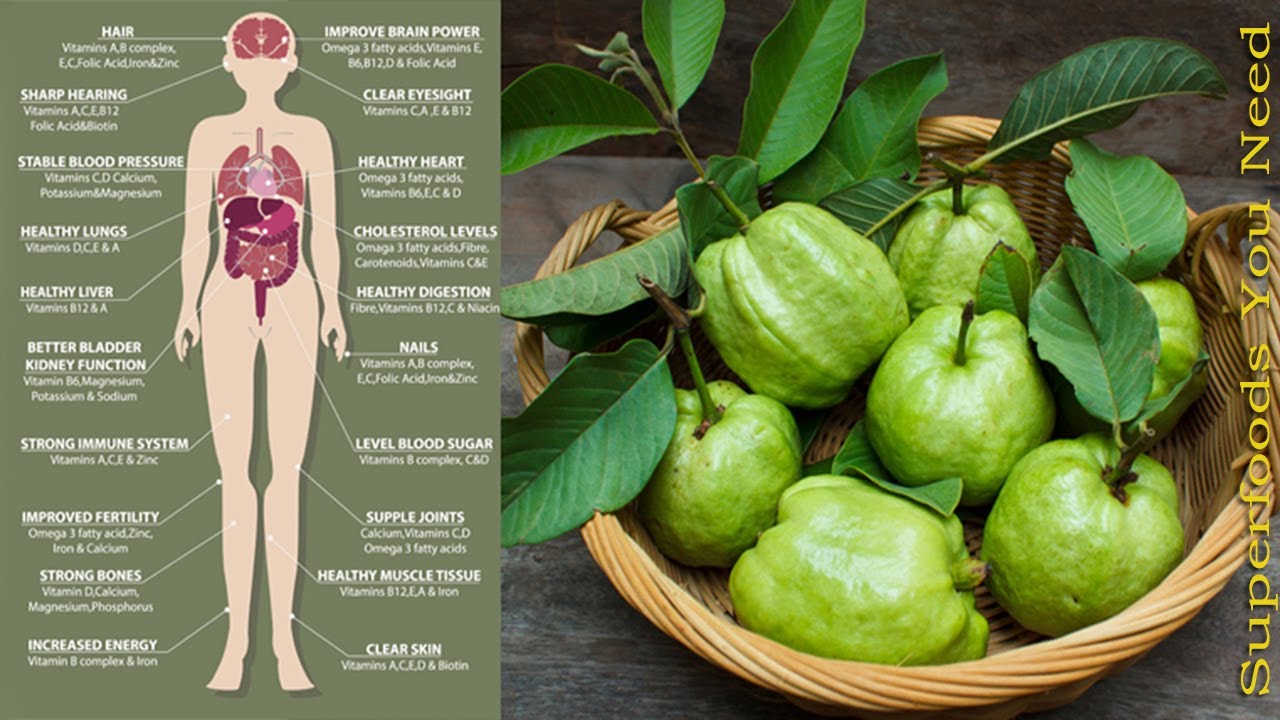 HAIR
Vitamins A,B complex,
E,C,Folic Acid,Iron&Zinc
SHARP HEARING
Vitamins A,C,E,B12
Folic Acid&Biotin
STABLE BLOOD PRESSURE
Vitamins C,D Calcium,
Potassium&Magnesium
HEALTHY LUNGS
Vitamins D,C,E & A
HEALTHY LIVER
Vitamins B12 & A
BETTER BLADDER
KIDNEY FUNCTION
Vitamin B6,Magnesium,
Potassium & Sodium
STRONG IMMUNE SYSTEM
Vitamins A,C,E & Zinc
IMPROVED FERTILITY
Omega 3 fatty acid,Zinc,
Iron & Calcium
STRONG BONES
Vitamin D,Calcium,
Magnesium,Phosphorus
INCREASED ENERGY
Vitamin B complex & Iron
IMPROVE BRAIN POWER
Omega 3 fatty acids,Vitamins E,
B6,B12,D & Folic Acid
CLEAR EYESIGHT
Vitamins C,A ,E & B12
HEALTHY HEART
Omega 3 fatty acids,
Vitamins B6,E,C & D
CHOLESTEROL LEVELS
Omaga 3 fatty acids,Fibre,
Carotenoids,Vitamins C&E
HEALTHY DIGESTION
Fibre,Vitamins B12,C & Niacin
NAILS
Vitamins A,B complex,
E,C,Folic Acid,Iron&Zinc
LEVEL BLOOD SUGAR
Vitamins B complex, C&D
SUPPLE JOINTS
Calcium,Vitamins C,D
Omega 3 fatty acids
HEALTHY MUSCLE TISSUE
Vitamins B12,E,A & Iron
CLEAR SKIN
Vitamins A,C,E,D & Biotin
Superfoods You Need